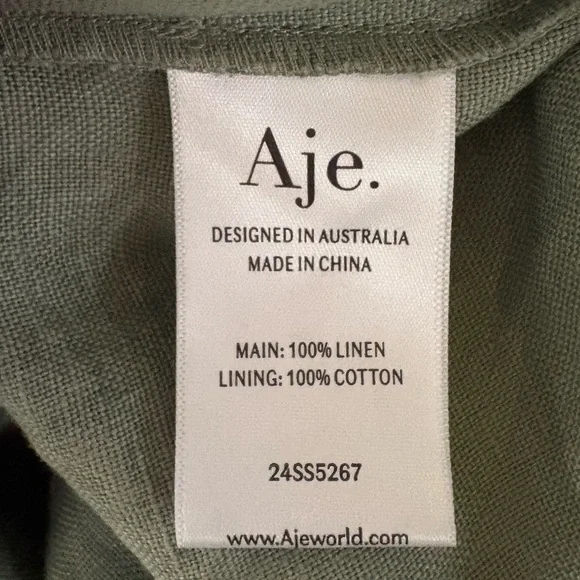 Aje.
DESIGNED IN AUSTRALIA
MADE IN CHINA
MAIN: 100% LINEN
LINING: 100% COTTON
24SS5267
www.Ajeworld.com